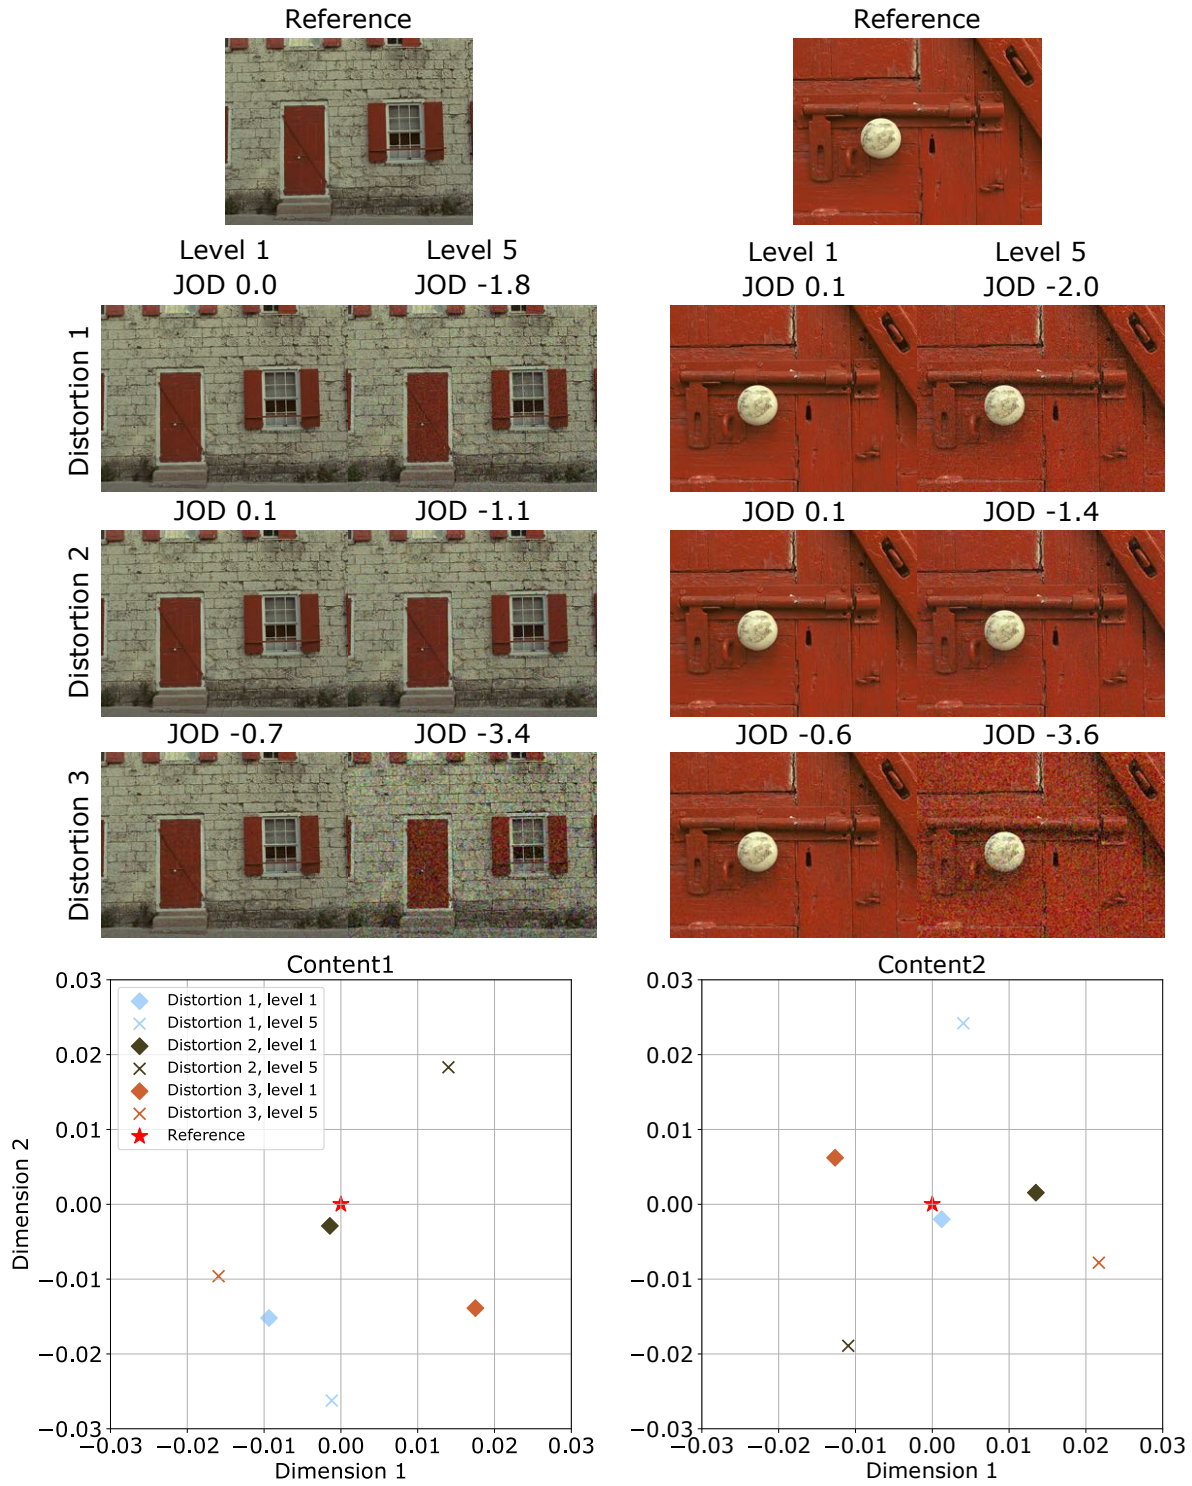 Reference
Reference
Level 1 Level 5
JOD 0.0 JOD -1.8
Level 1 Level 5
JOD 0.1 JOD -2.0
Distortion 1
JOD 0.1 JOD -1.1
JOD 0.1 JOD -1.4
Distortion 2
JOD -0.7 JOD -3.4
JOD -0.6 JOD -3.6
Distortion 3
Content1
0.03
0.02
0.01
0.00
−0.01
−0.02
−0.03
Dimension 2
Distortion 1, level 1
Distortion 1, level 5
Distortion 2, level 1
Distortion 2, level 5
Distortion 3, level 1
Distortion 3, level 5
Reference
−0.03 −0.02 −0.01 0.00 0.01 0.02 0.03
Dimension 1
Content2
0.03
0.02
0.01
0.00
−0.01
−0.02
−0.03
−0.03 −0.02 −0.01 0.00 0.01 0.02 0.03
Dimension 1